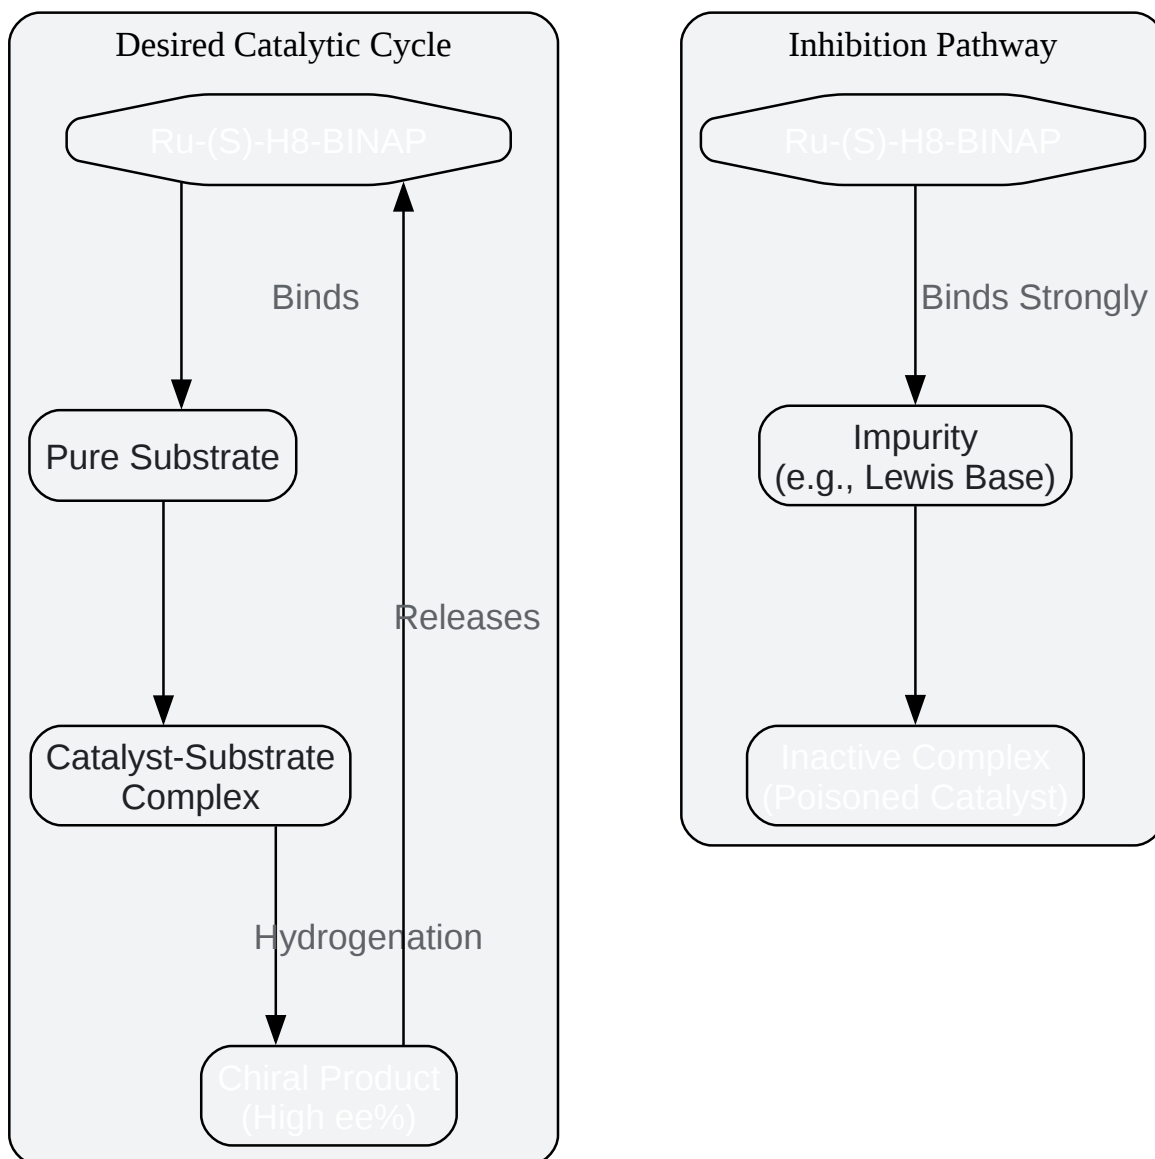 Desired Catalytic Cycle
Ru-(S)-H8-BINAP
Binds
Pure Substrate
Releases
Catalyst-Substrate
Complex
Hydrogenation
Chiral Product
(High ee%)
Inhibition Pathway
Ru-(S)-H8-BINAP
Binds Strongly
Impurity
(e.g., Lewis Base)
Inactive Complex
(Poisoned Catalyst)